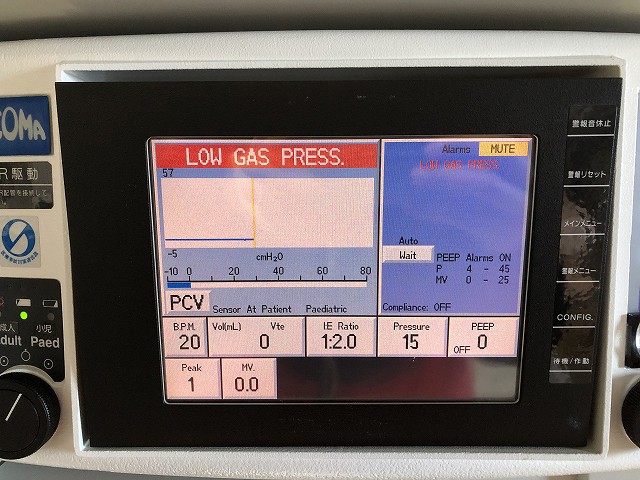 COMA
R 駆動
LOW GAS PRESS.
57
-5
cmH2O
-10 0 20 40 60 80
PCV
Sensor At Patient Paediatric
Alarms MUTE
LOW GAS PRESS.
Auto
Wait
PEEP Alarms ON
P 4 - 45
MV 0 - 25
Compliance: OFF
B.P.M.
20
Vol(mL) Vte
0
I:E Ratio
1:2.0
Pressure
15
PEEP
OFF 0
Peak
1
MV.
0.0
成人
dult
小児
Paed
警報音休止
警報リセット
メインメニュー
警報メニュー
CONFIG.
待機/作動